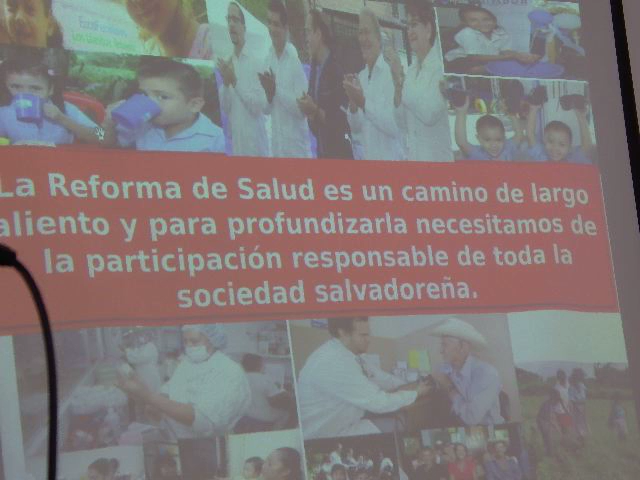 La Reforma de Salud es un camino de largo
aliento y para profundizarla necesitamos de
la participación responsable de toda la
sociedad salvadoreña.